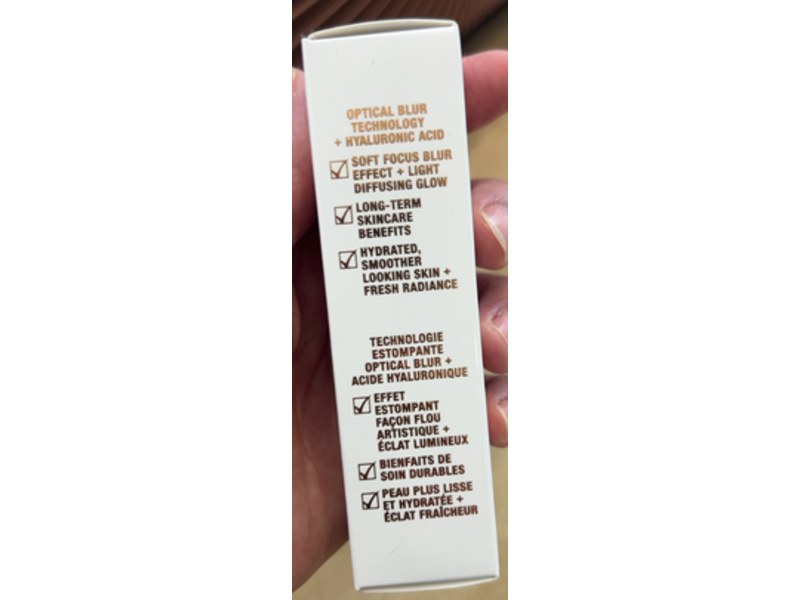 OPTICAL BLUR
TECHNOLOGY
+ HYALURONIC ACID
SOFT FOCUS BLUR
EFFECT + LIGHT
DIFFUSING GLOW
LONG-TERM
SKINCARE
BENEFITS
HYDRATED,
SMOOTHER
LOOKING SKIN +
FRESH RADIANCE
TECHNOLOGIE
ESTOMPANTE
OPTICAL BLUR +
ACIDE HYALURONIQUE
EFFET
ESTOMPANT
FAÇON FLOU
ARTISTIQUE +
ÉCLAT LUMINEUX
BIENFAITS DE
SOIN DURABLES
PEAU PLUS LISSE
ET HYDRATÉE +
ÉCLAT FRAÎCHEUR